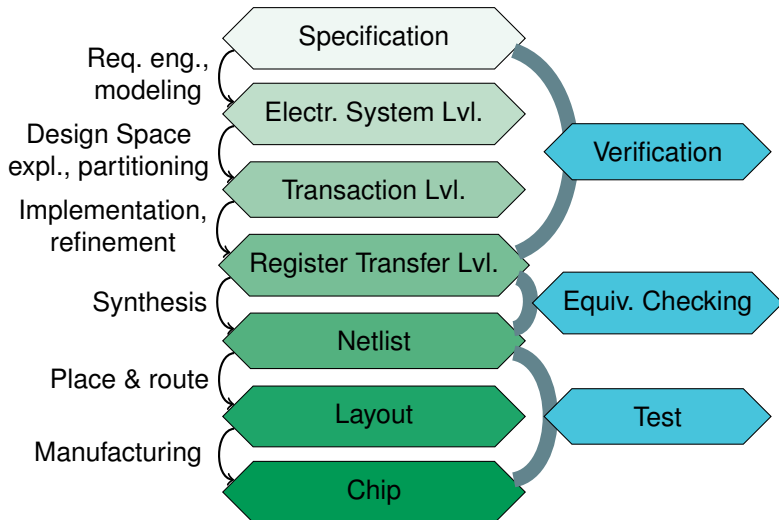 Specification
Req. eng.,
modeling
Electr. System Lvl.
Design Space
expl., partitioning
Verification
Transaction Lvl.
Implementation,
refinement
Register Transfer Lvl.
Synthesis
Equiv. Checking
Netlist
Place & route
Layout
Test
Manufacturing
Chip